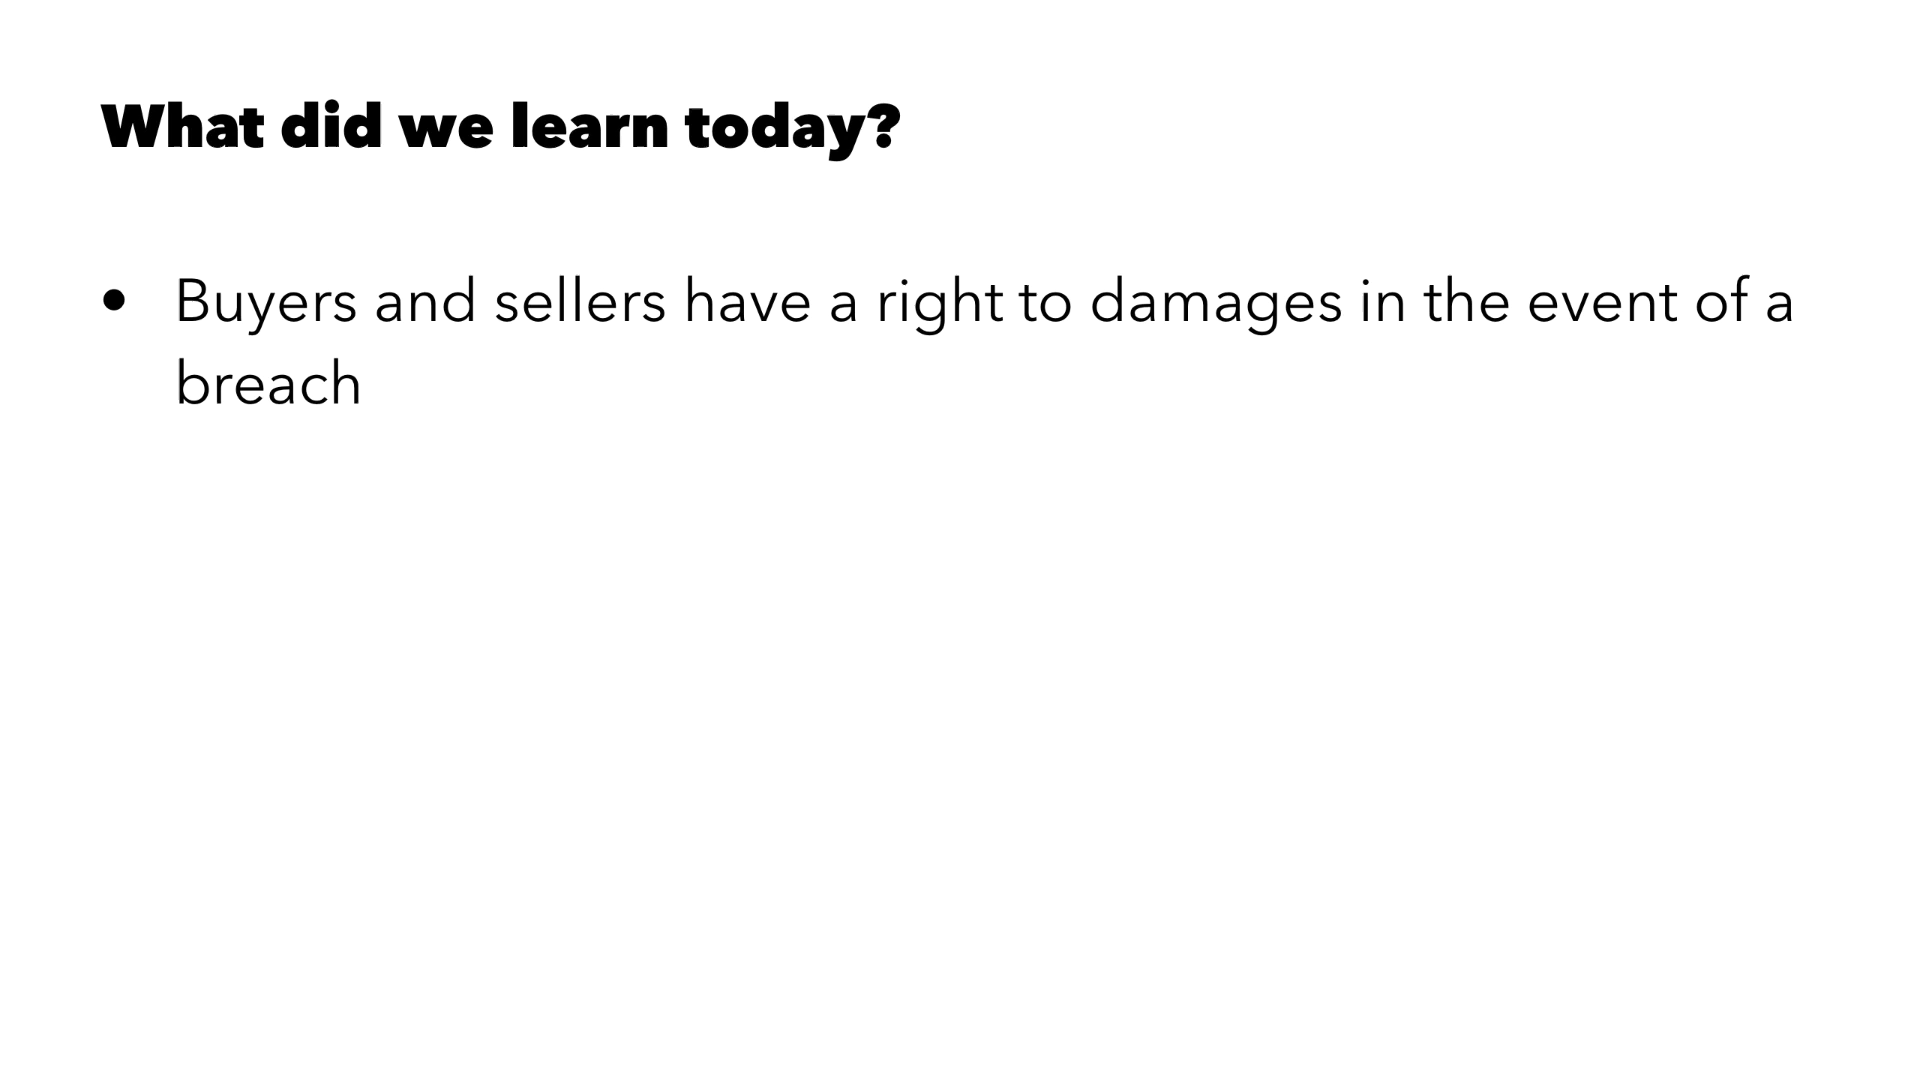 What did we learn today?
• Buyers and sellers have a right to damages in the event of a
breach